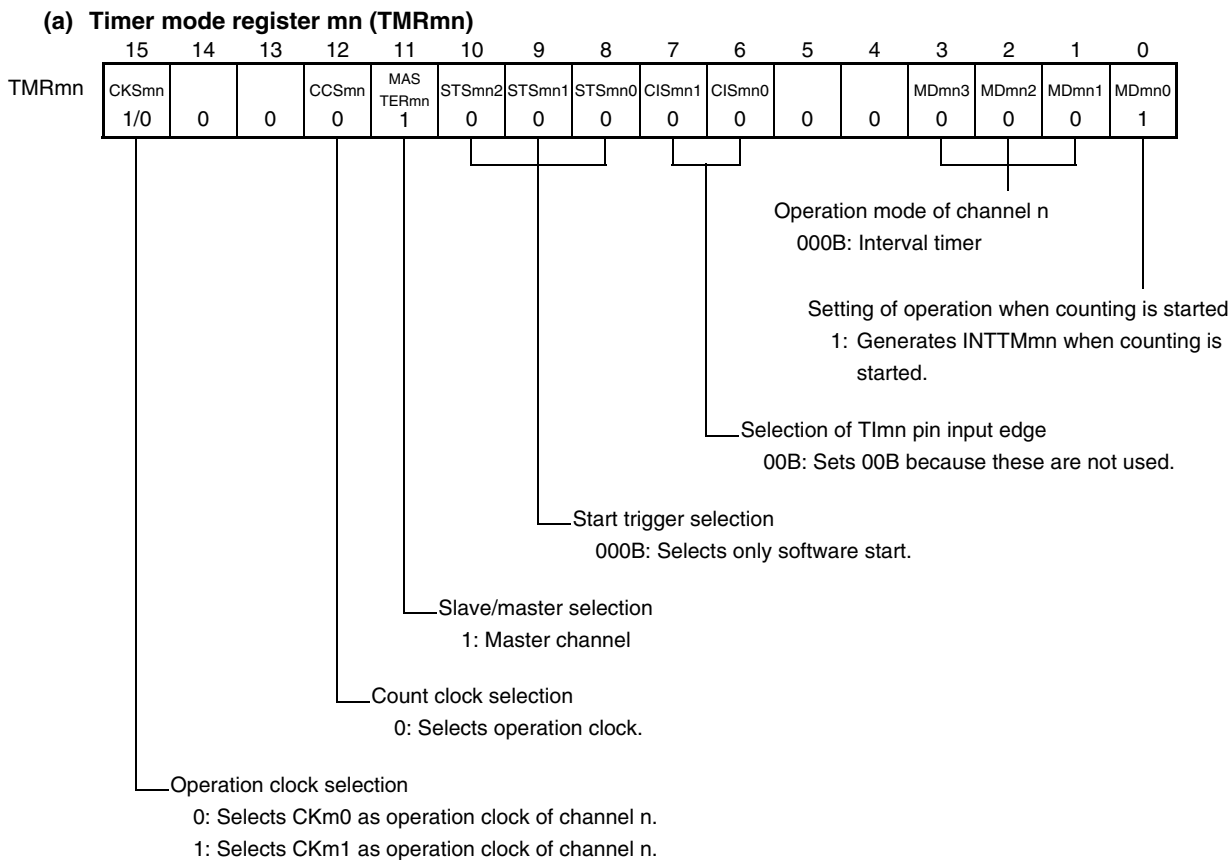 (a) Timer mode register mn (TMRmn)
15 14 13 12 11 10 9 8 7 6 5 4 3 2 1 0
TMRmn CKSmn CCSmn MAS TERmn STSmn2 STSmn1 STSmn0 CISmn1 CISmn0 MDmn3 MDmn2 MDmn1 MDmn0
1/0 0 0 0 1 0 0 0 0 0 0 0 0 0 0 1
Operation mode of channel n
000B: Interval timer
Setting of operation when counting is started
1: Generates INTTMmn when counting is
started.
Selection of TImn pin input edge
00B: Sets 00B because these are not used.
Start trigger selection
000B: Selects only software start.
Slave/master selection
1: Master channel
Count clock selection
0: Selects operation clock.
Operation clock selection
0: Selects CKm0 as operation clock of channel n.
1: Selects CKm1 as operation clock of channel n.